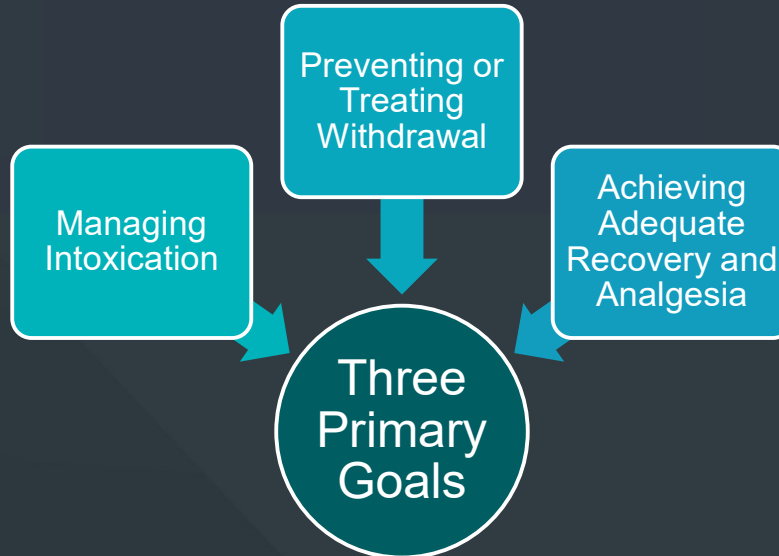 Preventing or
Treating
Withdrawal
Managing
Intoxication
Achieving
Adequate
Recovery and
Analgesia
Three
Primary
Goals